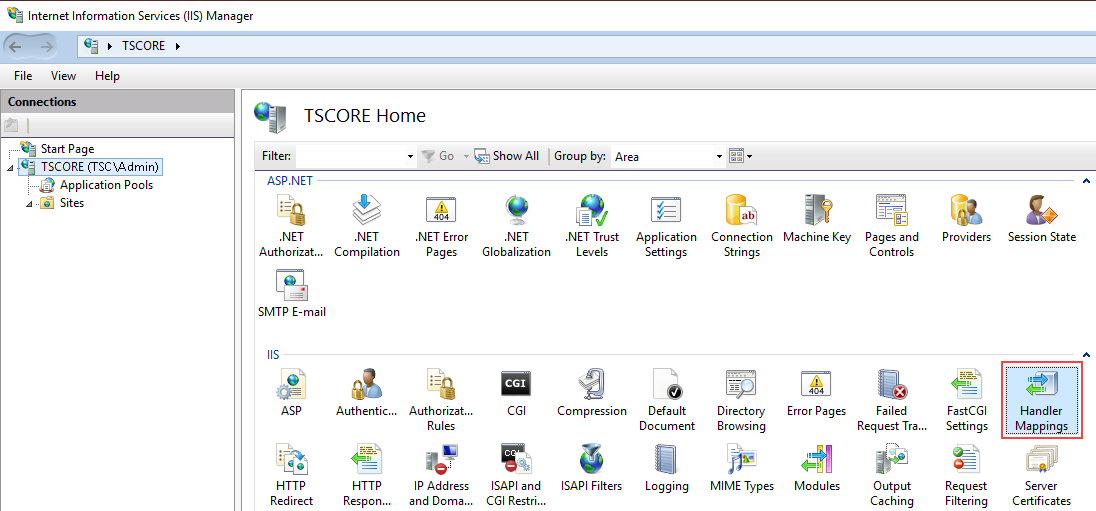 Internet Information Services (IIS) Manager
TSCORE
File View Help
Connections
Start Page
TSCORE (TSC\Admin)
Application Pools
Sites
TSCORE Home
Filter: Go Show All Group by: Area
ASP.NET
.NET Authorizat...
.NET Compilation
.NET Error Pages
.NET Globalization
.NET Trust Levels
Application Settings
Connection Strings
Machine Key
Pages and Controls
Providers
Session State
SMTP E-mail
IIS
ASP
Authentic...
Authorizat... Rules
CGI
Compression
Default Document
Directory Browsing
Error Pages
Failed Request Tra...
FastCGI Settings
Handler Mappings
HTTP Redirect
HTTP Respon...
IP Address and Doma...
ISAPI and CGI Restri...
ISAPI Filters
Logging
MIME Types
Modules
Output Caching
Request Filtering
Server Certificates